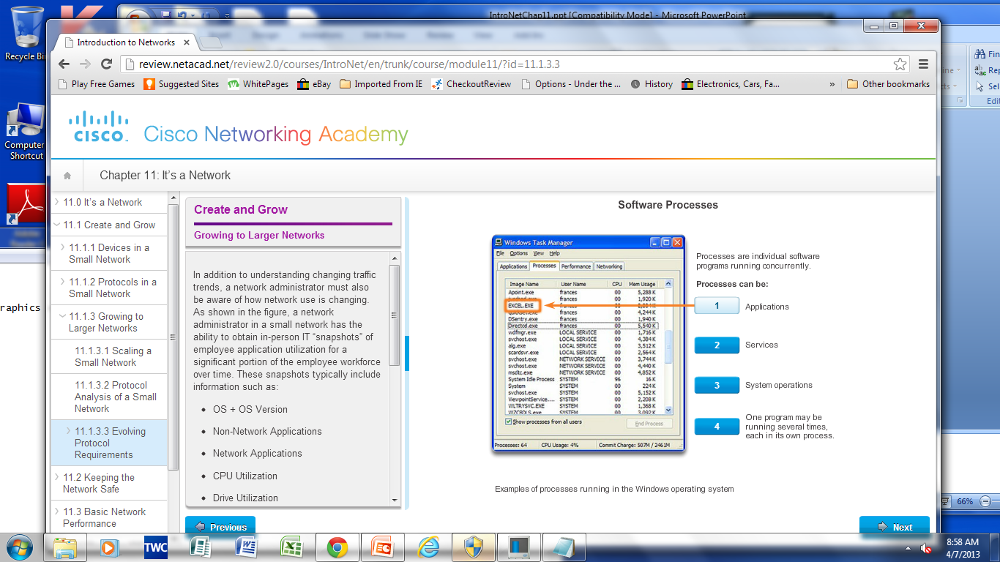 IntroNetChap11.ppt [Compatibility Mode] - Microsoft PowerPoint
Recycle Bin
Introduction to Networks
review.netacad.net/review2.0/courses/IntroNet/en/trunk/course/module11/?id=11.1.3.3
Play Free Games Suggested Sites WhitePages eBay Imported From IE CheckoutReview Options - Under the ... History Electronics, Cars, Fa... » Other bookmarks
Computer
Shortcut
CISCO Cisco Networking Academy
Chapter 11: It's a Network
11.0 It's a Network
11.1 Create and Grow
11.1.1 Devices in a
Small Network
11.1.2 Protocols in a
Small Network
11.1.3 Growing to
Larger Networks
11.1.3.1 Scaling a
Small Network
11.1.3.2 Protocol
Analysis of a Small
Network
11.1.3.3 Evolving
Protocol
Requirements
11.2 Keeping the
Network Safe
11.3 Basic Network
Performance
raphics
Create and Grow
Growing to Larger Networks
In addition to understanding changing traffic
trends, a network administrator must also
be aware of how network use is changing.
As shown in the figure, a network
administrator in a small network has the
ability to obtain in-person IT “snapshots” of
employee application utilization for a
significant portion of the employee workforce
over time. These snapshots typically include
information such as:
• OS + OS Version
• Non-Network Applications
• Network Applications
• CPU Utilization
• Drive Utilization
Previous
Software Processes
Windows Task Manager
File Options View Help
Applications Processes Performance Networking
Image Name User Name CPU Mem Usage
Apoint.exe frances 00 5,288 K
frances 00 1,920 K
EXCEL.EXE
frances 00 4,244 K
DSentry.exe frances 00 1,940 K
Directcd.exe frances 00 5,540 K
wdfmgr.exe LOCAL SERVICE 00 1,716 K
svchost.exe LOCAL SERVICE 00 4,384 K
alg.exe LOCAL SERVICE 00 3,512 K
scardsvr.exe LOCAL SERVICE 00 2,564 K
svchost.exe NETWORK SERVICE 00 3,744 K
svchost.exe NETWORK SERVICE 00 4,440 K
msdtc.exe NETWORK SERVICE 00 4,852 K
System Idle Process SYSTEM 96 16 K
System SYSTEM 00 224 K
svchost.exe SYSTEM 00 5,152 K
ViewpointService.... SYSTEM 00 2,208 K
WLTRYSVC.EXE SYSTEM 00 1,368 K
WZCBDLS.exe SYSTEM 00 3,092 K
Show processes from all users End Process
Processes: 64 CPU Usage: 4% Commit Charge: 507M / 2461M
Processes are individual software
programs running concurrently.
Processes can be:
1 Applications
2 Services
3 System operations
4 One program may be
running several times,
each in its own process.
Examples of processes running in the Windows operating system
Next
Fin
Rep
Sel
Edit
66%
TWC
8:58 AM
4/7/2013